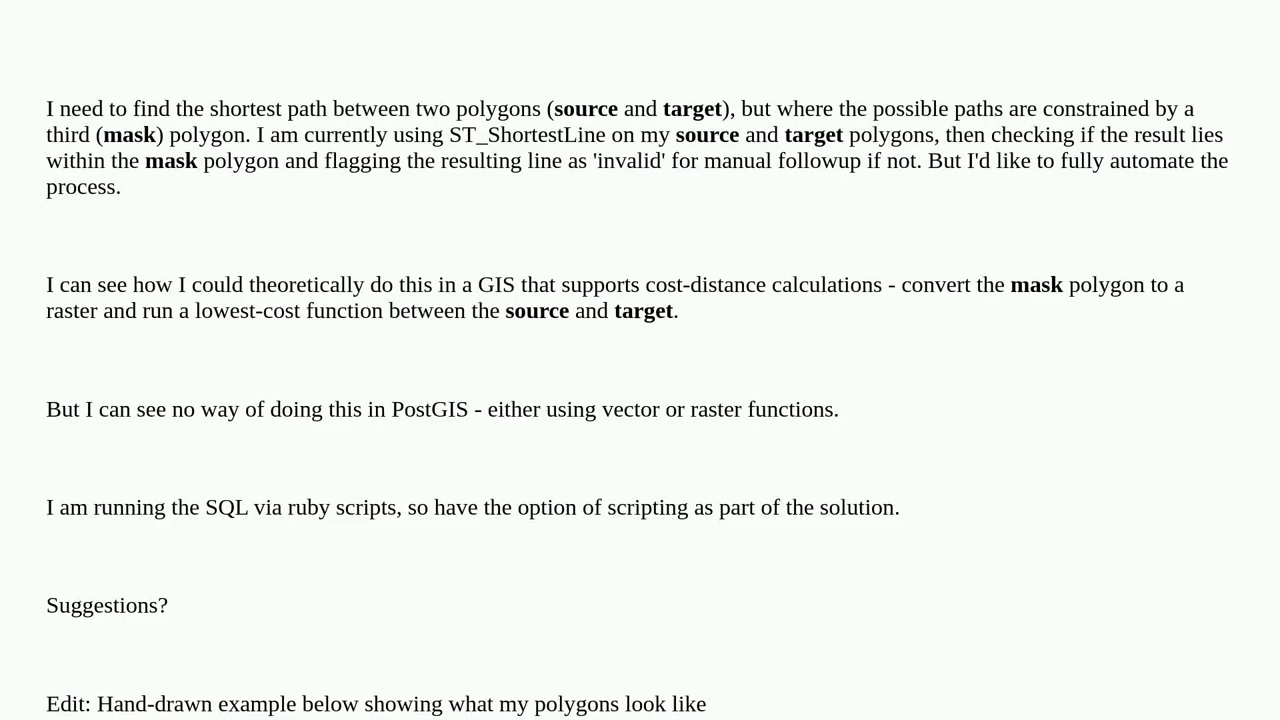 I need to find the shortest path between two polygons (source and target), but where the possible paths are constrained by a
third (mask) polygon. I am currently using ST_ShortestLine on my source and target polygons, then checking if the result lies
within the mask polygon and flagging the resulting line as 'invalid' for manual followup if not. But I'd like to fully automate the
process.
I can see how I could theoretically do this in a GIS that supports cost-distance calculations - convert the mask polygon to a
raster and run a lowest-cost function between the source and target.
But I can see no way of doing this in PostGIS - either using vector or raster functions.
I am running the SQL via ruby scripts, so have the option of scripting as part of the solution.
Suggestions?
Edit: Hand-drawn example below showing what my polygons look like